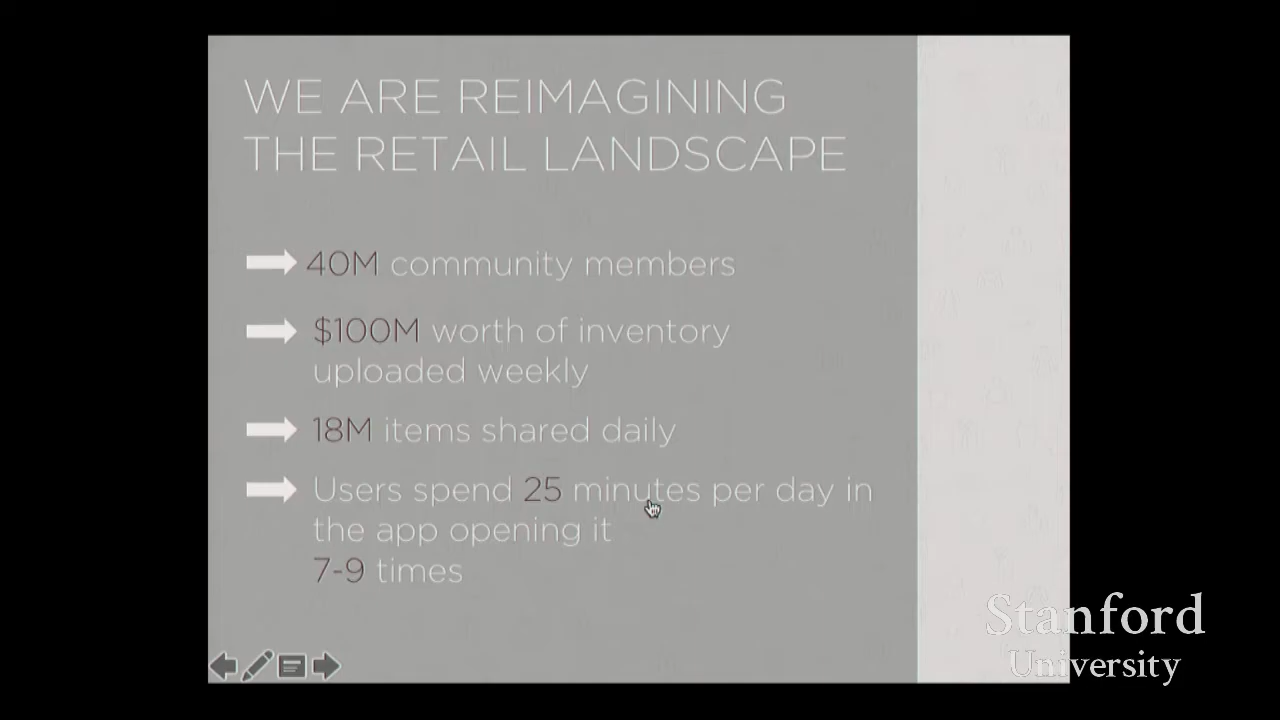 WE ARE REIMAGINING
THE RETAIL LANDSCAPE
40M community members
$100M worth of inventory
uploaded weekly
18M items shared daily
Users spend 25 minutes per day in
the app opening it
7-9 times
Stanford
University